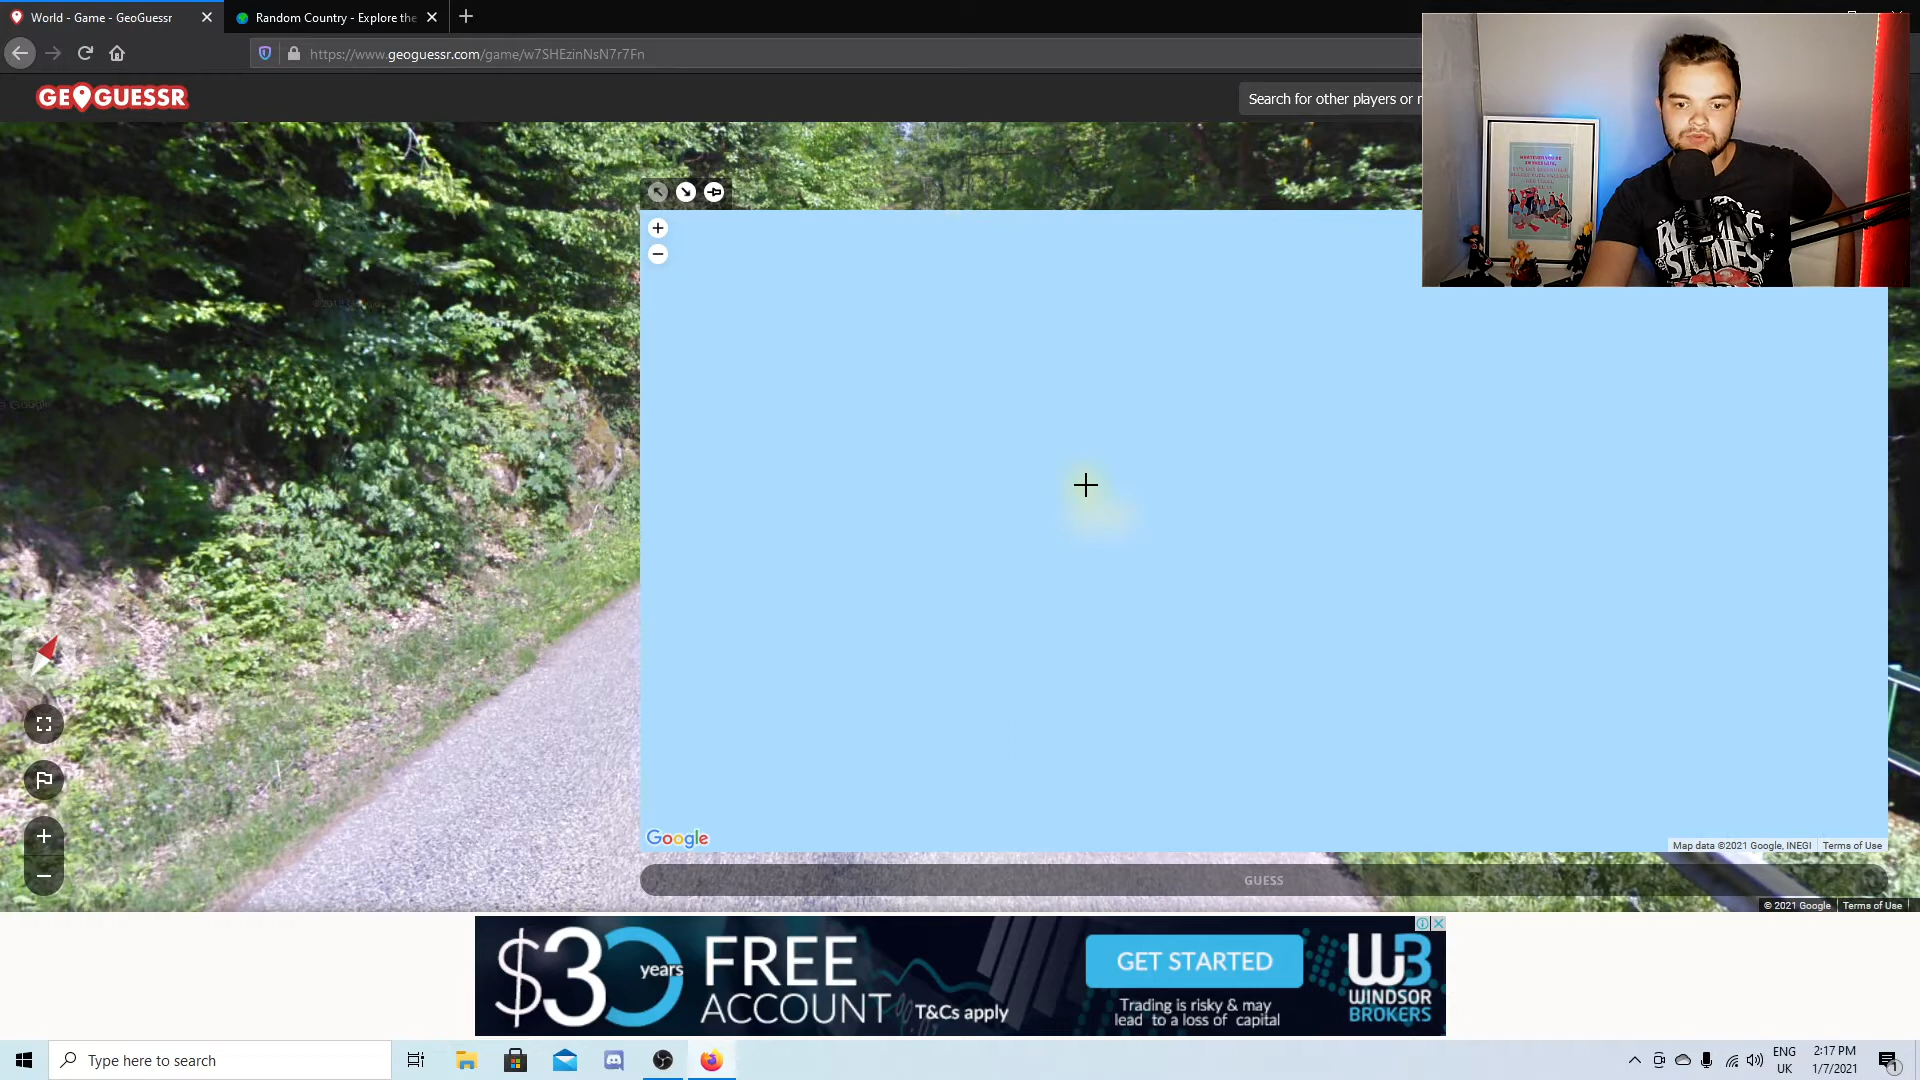 World - Game - GeoGuessr
Random Country - Explore the
https://www.geoguessr.com/game/w7SHEzinNsN7r7Fn
GEOGUESSR
Search for other players or
ROLLING
STONES
Google
Map data ©2021 Google, INEGI
Terms of Use
GUESS
© 2021 Google
Terms of Use
$30 years
FREE
ACCOUNT
T&Cs apply
GET STARTED
Trading is risky & may
lead to a loss of capital
WINDSOR
BROKERS
Type here to search
ENG
UK
2:17 PM
1/7/2021
1